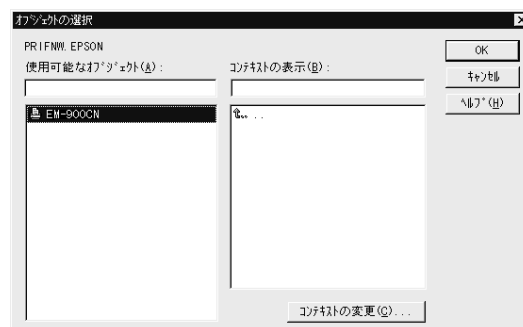 ｵﾌﾞｼﾞｪｸﾄの選択
PRIFNW.EPSON
使用可能なｵﾌﾞｼﾞｪｸﾄ(A):
ｺﾝﾃｷｽﾄの表示(B):
EM-900CN
..
OK
ｷｬﾝｾﾙ
ﾍﾙﾌﾟ(H)
ｺﾝﾃｷｽﾄの変更(C)...